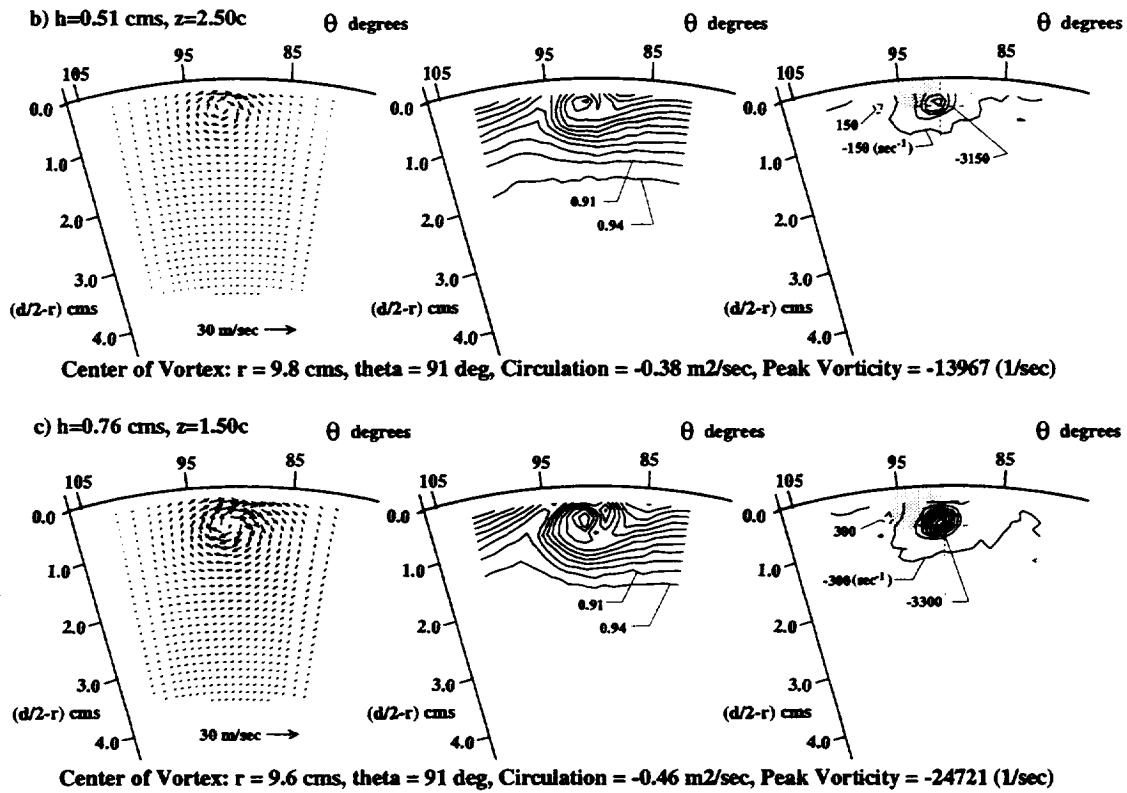 b) h=0.51 cms, z=2.50c
θ degrees
θ degrees
θ degrees
105
95
85
105
95
85
105
95
85
0.0
1.0
2.0
3.0
4.0
(d/2-r) cms
30 m/sec
0.0
1.0
2.0
3.0
4.0
(d/2-r) cms
0.91
0.94
0.0
1.0
2.0
3.0
4.0
(d/2-r) cms
150
-150 (sec⁻¹)
-3150
Center of Vortex: r = 9.8 cms, theta = 91 deg, Circulation = -0.38 m2/sec, Peak Vorticity = -13967 (1/sec)
c) h=0.76 cms, z=1.50c
θ degrees
θ degrees
θ degrees
105
95
85
105
95
85
105
95
85
0.0
1.0
2.0
3.0
4.0
(d/2-r) cms
30 m/sec
0.0
1.0
2.0
3.0
4.0
(d/2-r) cms
0.91
0.94
0.0
1.0
2.0
3.0
4.0
(d/2-r) cms
300
-300(sec⁻¹)
-3300
Center of Vortex: r = 9.6 cms, theta = 91 deg, Circulation = -0.46 m2/sec, Peak Vorticity = -24721 (1/sec)